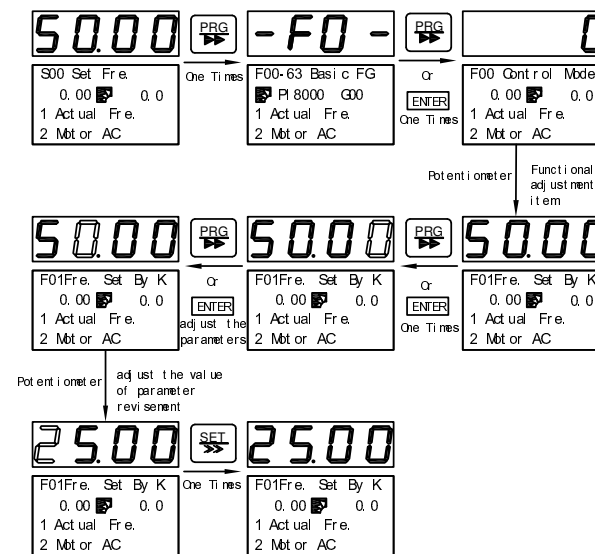 50.00
PRG
One Times
-F0-
PRG
Or
ENTER
One Times
0
S00 Set Fre.
0.00 0.0
1 Actual Fre.
2 Motor AC
F00-63 Basic FG
PI8000 G00
1 Actual Fre.
2 Motor AC
F00 Control Mode
0.00 0.0
1 Actual Fre.
2 Motor AC
Potentiometer
Functional
adjustment
item
50.00
PRG
Or
ENTER
adjust the
parameters
50.00
PRG
Or
ENTER
One Times
50.00
F01Fre. Set By K
0.00 0.0
1 Actual Fre.
2 Motor AC
F01Fre. Set By K
0.00 0.0
1 Actual Fre.
2 Motor AC
F01Fre. Set By K
0.00 0.0
1 Actual Fre.
2 Motor AC
Potentiometer
adjust the value
of parameter
revisement
25.00
SET
One Times
25.00
F01Fre. Set By K
0.00 0.0
1 Actual Fre.
2 Motor AC
F01Fre. Set By K
0.00 0.0
1 Actual Fre.
2 Motor AC